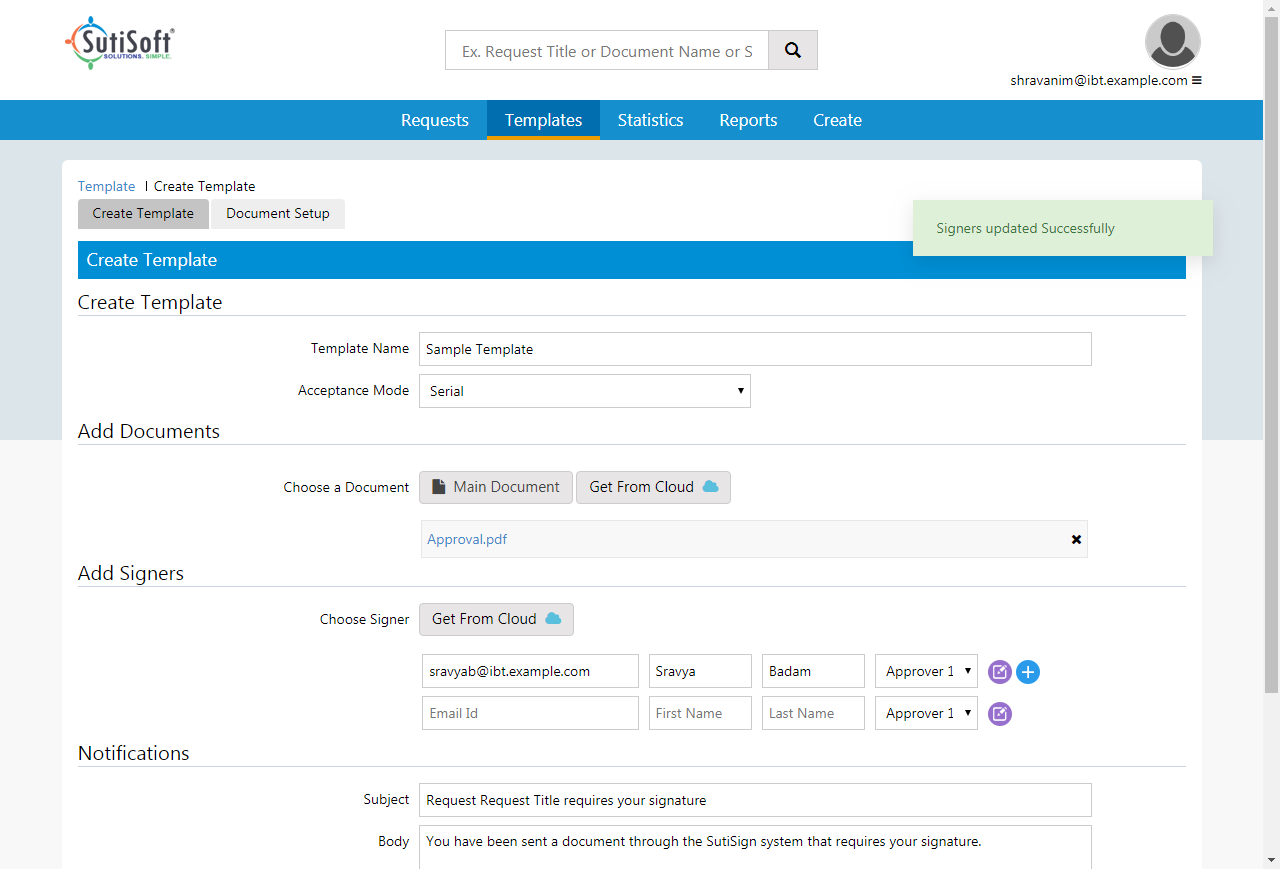 SutiSoft®
SOLUTIONS. SIMPLE.
Ex. Request Title or Document Name or S
shravanim@ibt.example.com
Requests Templates Statistics Reports Create
Template | Create Template
Create Template Document Setup
Signers updated Successfully
Create Template
Create Template
Template Name Sample Template
Acceptance Mode Serial
Add Documents
Choose a Document Main Document Get From Cloud
Approval.pdf
Add Signers
Choose Signer Get From Cloud
sravyab@ibt.example.com Sravya Badam Approver 1
Email Id First Name Last Name Approver 1
Notifications
Subject Request Request Title requires your signature
Body You have been sent a document through the SutiSign system that requires your signature.